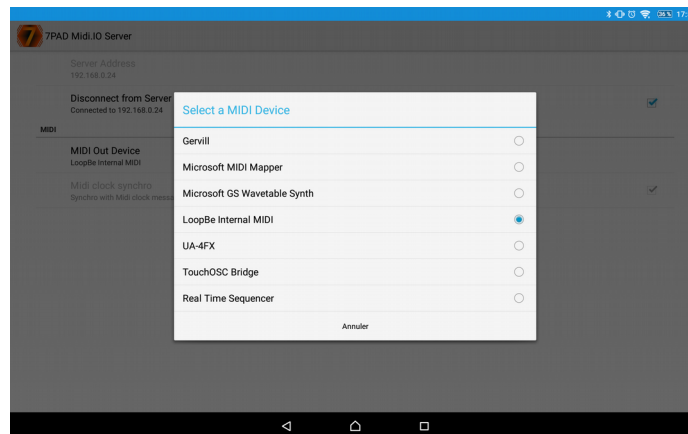 36 %
17:
7PAD Midi.IO Server
Server Address
192.168.0.24
Disconnect from Server
Connected to 192.168.0.24
MIDI
MIDI Out Device
LoopBe Internal MIDI
Midi clock synchro
Synchro with Midi clock messa
Select a MIDI Device
Gervill
Microsoft MIDI Mapper
Microsoft GS Wavetable Synth
LoopBe Internal MIDI
UA-4FX
TouchOSC Bridge
Real Time Sequencer
Annuler